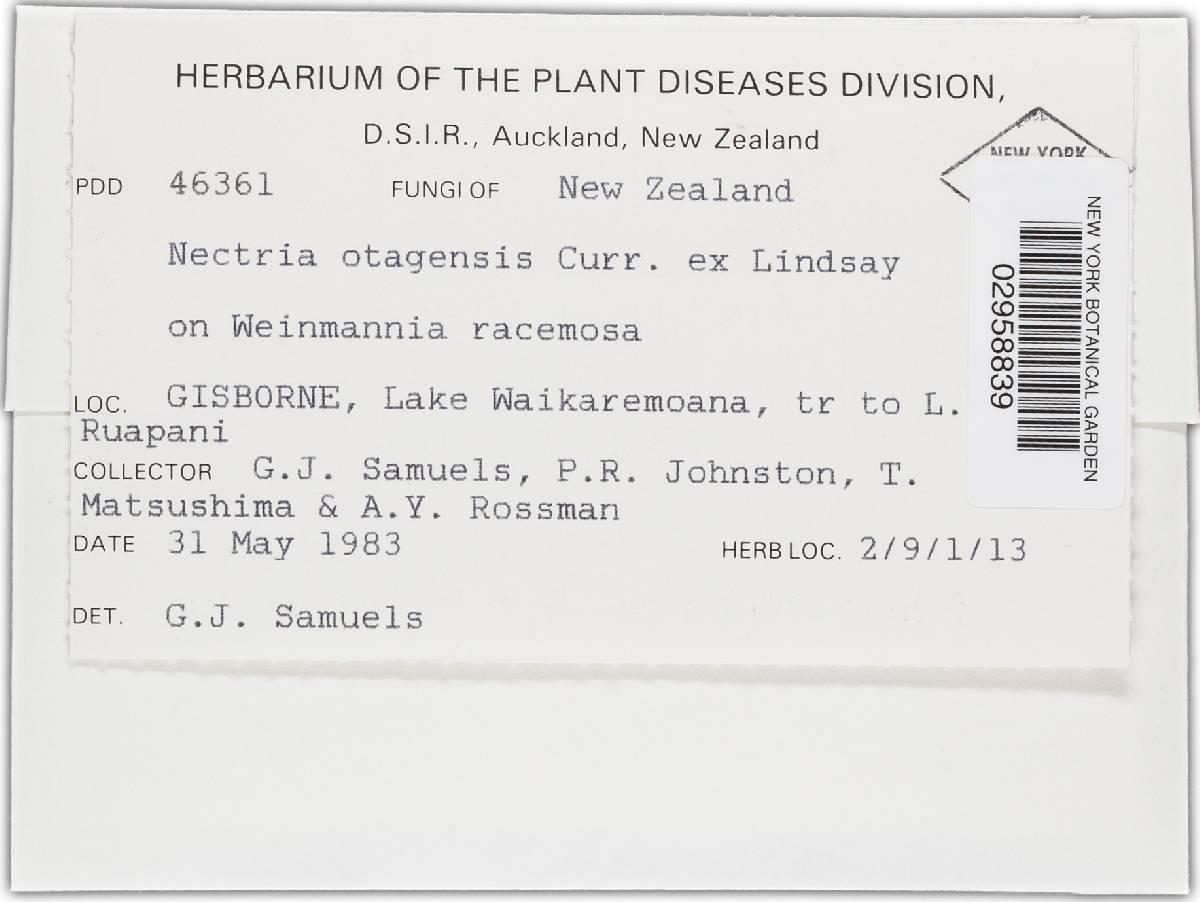 HERBARIUM OF THE PLANT DISEASES DIVISION,
D.S.I.R., Auckland, New Zealand
PDD 46361 FUNGI OF New Zealand
Nectria otagensis Curr. ex Lindsay
on Weinmannia racemosa
LOC. GISBORNE, Lake Waikaremoana, tr to L.
Ruapani
COLLECTOR G.J. Samuels, P.R. Johnston, T.
Matsushima & A.Y. Rossman
DATE 31 May 1983 HERB LOC. 2/9/1/13
DET. G.J. Samuels
NEW YORK
NEW YORK BOTANICAL GARDEN
02958839